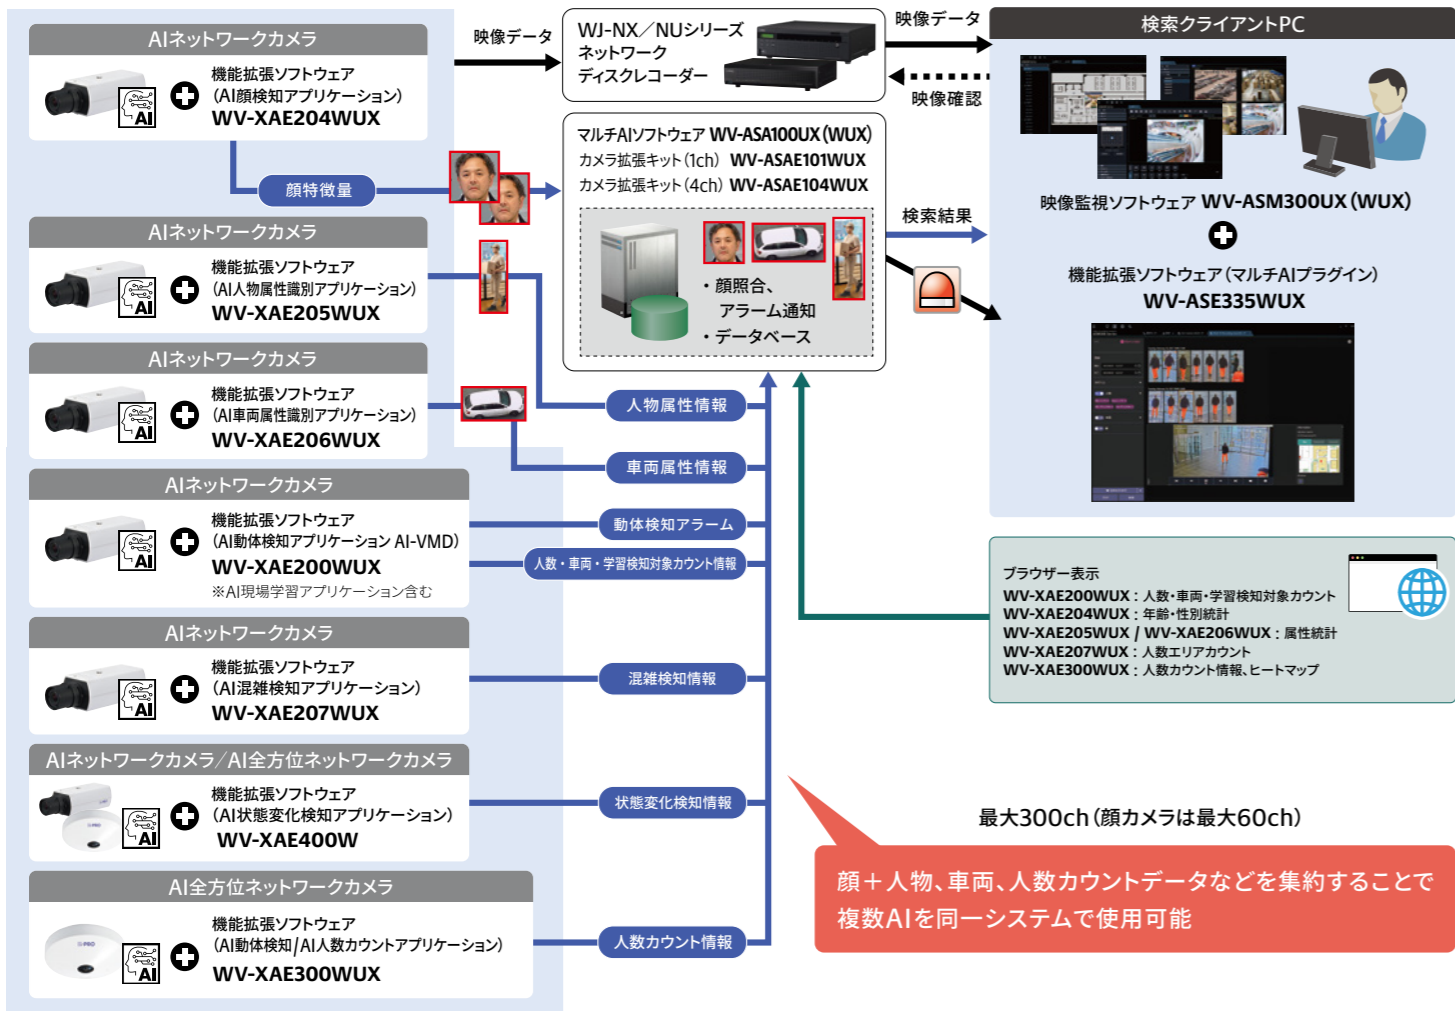 AIネットワークカメラ
機能拡張ソフトウェア
（AI顔検知アプリケーション）
WV-XAE204WUX
AI
顔特徴量
AIネットワークカメラ
機能拡張ソフトウェア
（AI人物属性識別アプリケーション）
WV-XAE205WUX
AI
AIネットワークカメラ
機能拡張ソフトウェア
（AI車両属性識別アプリケーション）
WV-XAE206WUX
AI
AIネットワークカメラ
機能拡張ソフトウェア
（AI動体検知アプリケーション AI-VMD）
WV-XAE200WUX
※AI現場学習アプリケーション含む
AI
AIネットワークカメラ
機能拡張ソフトウェア
（AI混雑検知アプリケーション）
WV-XAE207WUX
AI
AIネットワークカメラ/AI全方位ネットワークカメラ
機能拡張ソフトウェア
（AI状態変化検知アプリケーション）
WV-XAE400W
AI
AI全方位ネットワークカメラ
機能拡張ソフトウェア
（AI動体検知/AI人数カウントアプリケーション）
WV-XAE300WUX
AI
映像データ
WJ-NX／NUシリーズ
ネットワーク
ディスクレコーダー
映像データ
映像確認
マルチAIソフトウェア WV-ASA100UX（WUX）
カメラ拡張キット（1ch） WV-ASAE101WUX
カメラ拡張キット（4ch） WV-ASAE104WUX
・顔照合、
アラーム通知
・データベース
検索結果
人物属性情報
車両属性情報
動体検知アラーム
人数・車両・学習検知対象カウント情報
混雑検知情報
状態変化検知情報
人数カウント情報
検索クライアントPC
映像監視ソフトウェア WV-ASM300UX（WUX）
機能拡張ソフトウェア（マルチAIプラグイン）
WV-ASE335WUX
ブラウザー表示
WV-XAE200WUX：人数・車両・学習検知対象カウント
WV-XAE204WUX：年齢・性別統計
WV-XAE205WUX / WV-XAE206WUX：属性統計
WV-XAE207WUX：人数エリアカウント
WV-XAE300WUX：人数カウント情報、ヒートマップ
最大300ch（顔カメラは最大60ch）
顔＋人物、車両、人数カウントデータなどを集約することで
複数AIを同一システムで使用可能